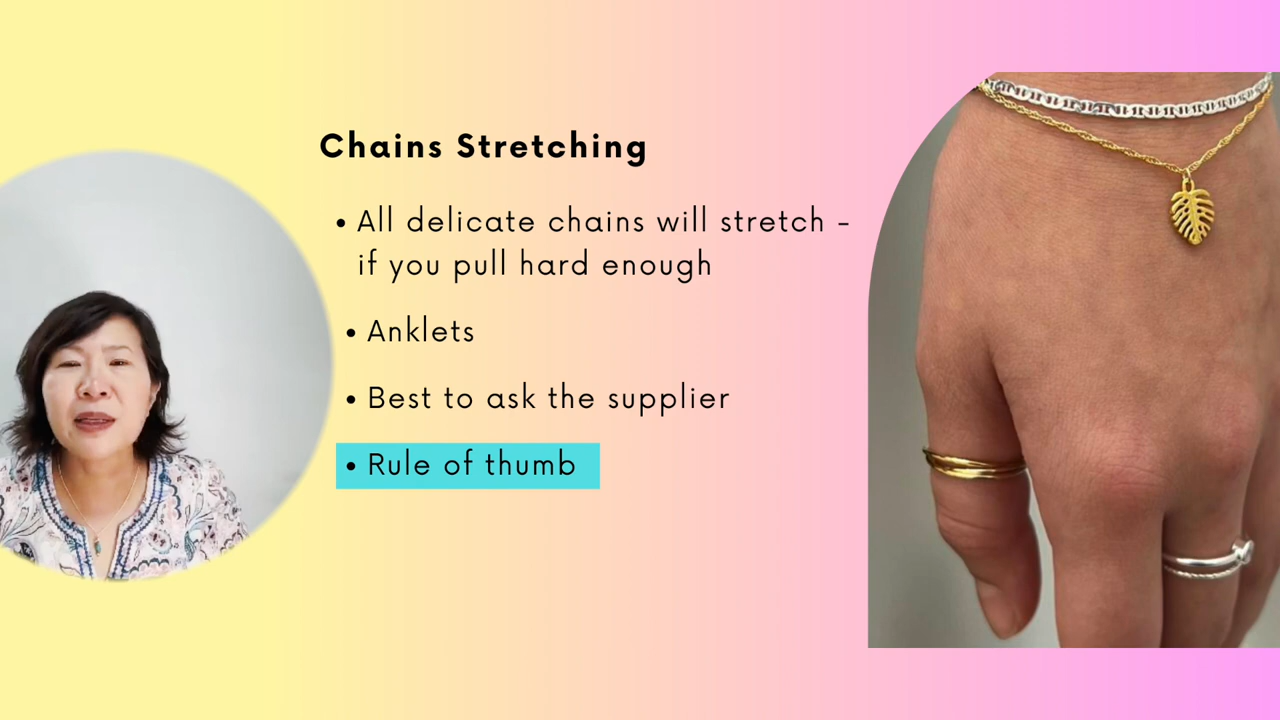 Chains Stretching
• All delicate chains will stretch -
if you pull hard enough
• Anklets
• Best to ask the supplier
• Rule of thumb